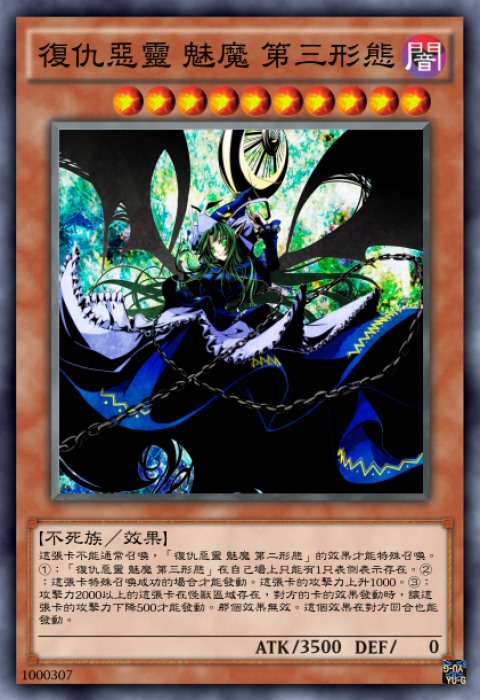 復仇惡靈 魅魔 第三形態
闇
【不死族／效果】
這張卡不能通常召喚，「復仇惡靈 魅魔 第二形態」的效果才能特殊召喚。
①：「復仇惡靈 魅魔 第三形態」在自己場上只能有1只表側表示存在。②
：這張卡特殊召喚成功的場合才能發動。這張卡的攻擊力上升1000。③：
攻擊力2000以上的這張卡在怪獸區域存在，對方的卡的效果發動時，讓這
張卡的攻擊力下降500才能發動。那個效果無效。這個效果在對方回合也能
發動。
ATK/3500 DEF/ 0
1000307